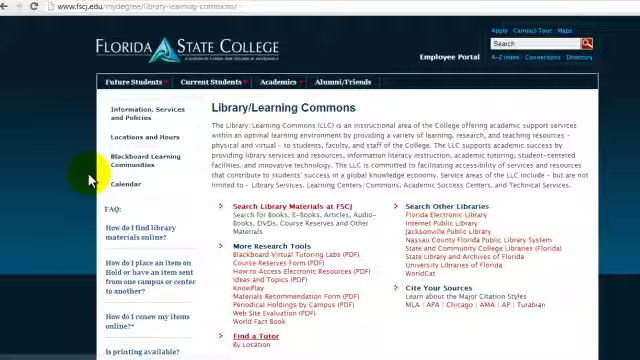 www.fscj.edu/mydegree/library-learning-commons/
Apply Campus Tour Maps
FLORIDA STATE COLLEGE
A DIVISION OF FLORIDA STATE COLLEGE AT JACKSONVILLE
Search
Employee Portal
A-Z Index Connections Directory
Future Students Current Students Academics Alumni/Friends
Information, Services
and Policies
Locations and Hours
Blackboard Learning
Communities
Calendar
FAQ:
How do I find library
materials online?
How do I place an item on
Hold or have an item sent
from one campus or center
to another?
How do I renew my items
online?*
Is printing available?
Library/Learning Commons
The Library/Learning Commons (LLC) is an instructional area of the College offering academic support services
within an optimal learning environment by providing a variety of learning, research, and teaching resources -
physical and virtual - to students, faculty, and staff of the College. The LLC supports academic success by
providing library services and resources, information literacy instruction, academic tutoring, student-centered
facilities, and innovative technology. The LLC is committed to facilitating accessibility of services and resources
that contribute to students' success in a global knowledge economy. Service areas of the LLC include - but are not
limited to - Library Services, Learning Centers/Commons, Academic Success Centers, and Technical Services.
Search Library Materials at FSCJ
Search for Books, E-Books, Articles, Audio-
Books, DVDs, Course Reserves and Other
Materials
More Research Tools
Blackboard Virtual Tutoring Labs (PDF)
Course Reserves Form (PDF)
How to Access Electronic Resources (PDF)
Ideas and Topics (PDF)
KnowPlay
Materials Recommendation Form (PDF)
Periodical Holdings by Campus (PDF)
Web Site Evaluation (PDF)
World Fact Book
Find a Tutor
By Location
Search Other Libraries
Florida Electronic Library
Internet Public Library
Jacksonville Public Library
Nassau County Florida Public Library System
State and Community College Libraries (Florida)
State Library and Archives of Florida
University Libraries of Florida
WorldCat
Cite Your Sources
Learn about the Major Citation Styles
MLA | APA | Chicago | AMA | AP | Turabian